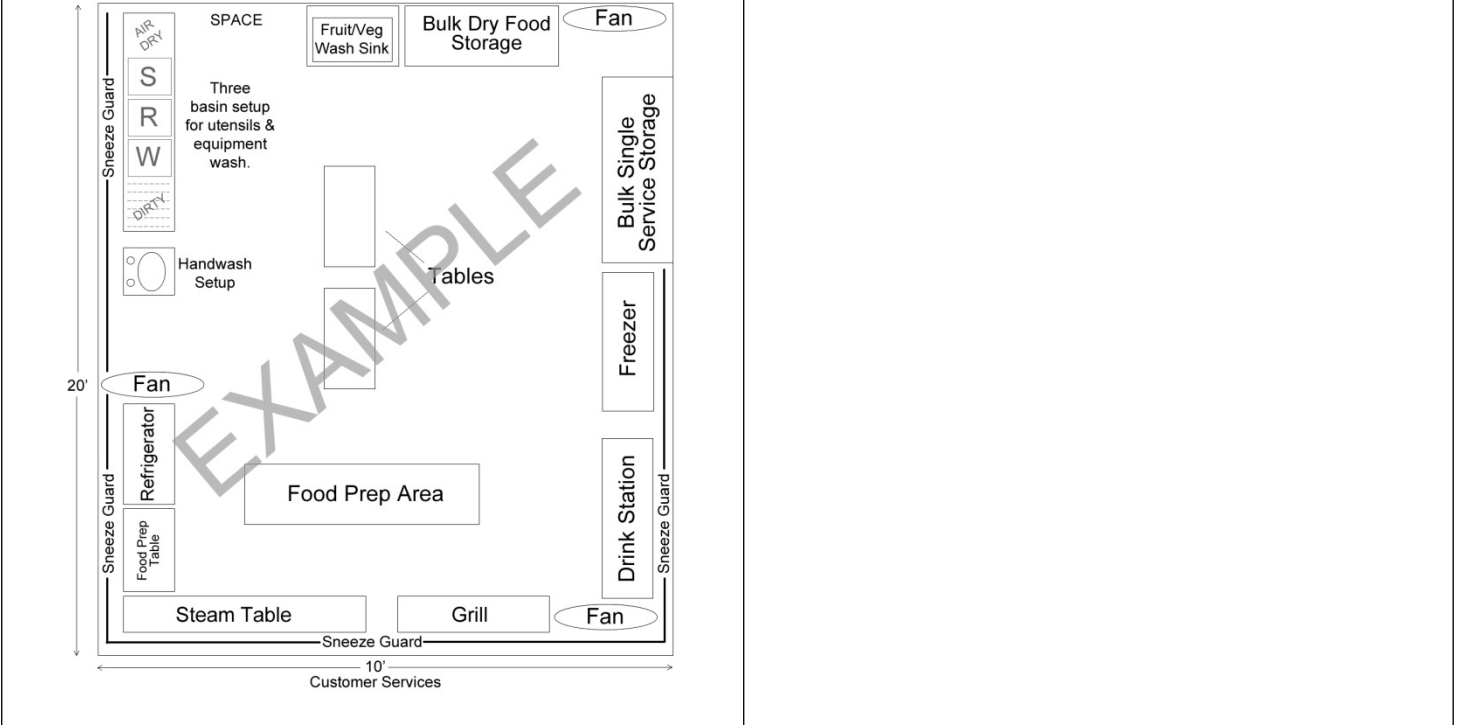 SPACE
Fruit/Veg
Wash Sink
Bulk Dry Food
Storage
Fan
AIR
DRY
S
R
W
DIRTY
Three
basin setup
for utensils &
equipment
wash.
Sneeze Guard
Bulk Single
Service Storage
Handwash
Setup
Tables
EXAMPLE
Freezer
20'
Fan
Refrigerator
Food Prep Area
Drink Station
Sneeze Guard
Sneeze Guard
Food Prep
Table
Steam Table
Grill
Fan
Sneeze Guard
10'
Customer Services